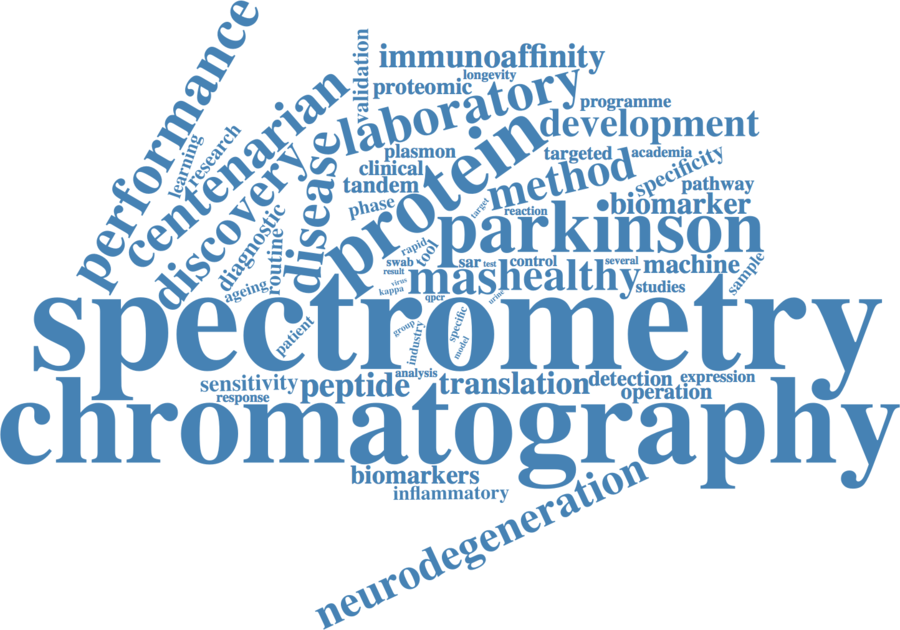 performance
validation
immunoaffinity
longevity
proteomic
centenarian
laboratory
programme
development
learning
research
discovery
disease
plasmon
protein
targeted
academia
clinical
method
specificity
tandem
pathway
phase
target
biomarker
reaction
diagnostic
parkinson
routine
rapid
tool
swab
sar
test
control
several
machine
sample
result
mas
healthy
studies
ageing
virus
kappa
qpcr
urine
spectrometry
patient
group
industry
specific
model
analysis
sensitivity
peptide
translation
detection
expression
response
operation
chromatography
biomarkers
inflammatory
neurodegeneration